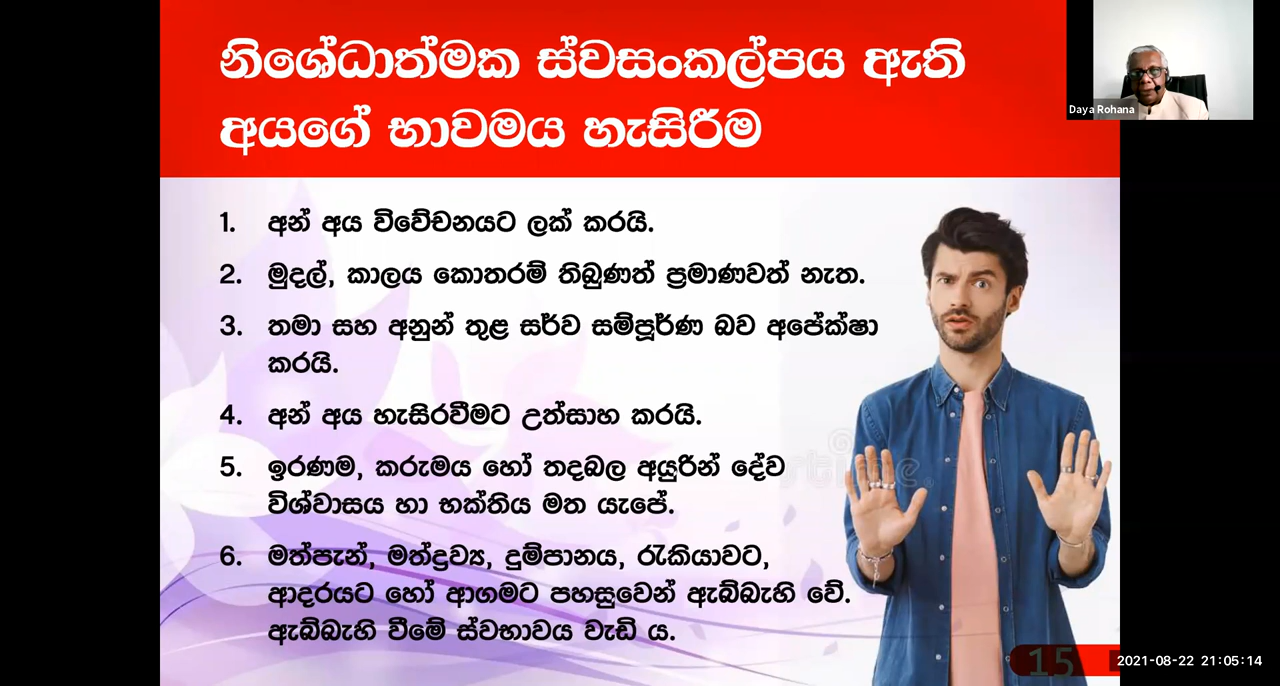 නිශේධාත්මක ස්වසංකල්පය ඇති
අයගේ භාවමය හැසිරීම
Daya Rohana
1. අන් අය විවේචනයට ලක් කරයි.
2. මුදල්, කාලය කොතරම් තිබුණත් ප්‍රමාණවත් නැත.
3. තමා සහ අනුන් තුළ සර්ව සම්පූර්ණ බව අපේක්ෂා
කරයි.
4. අන් අය හැසිරවීමට උත්සාහ කරයි.
5. ඉරණම, කරුමය හෝ තදබල අයුරින් දේව
විශ්වාසය හා භක්තිය මත යැපේ.
6. මත්පැන්, මත්ද්‍රව්‍ය, දුම්පානය, රැකියාවට,
ආදරයට හෝ ආගමට පහසුවෙන් ඇබ්බැහි වේ.
ඇබ්බැහි වීමේ ස්වභාවය වැඩි ය.
15
2021-08-22 21:05:14